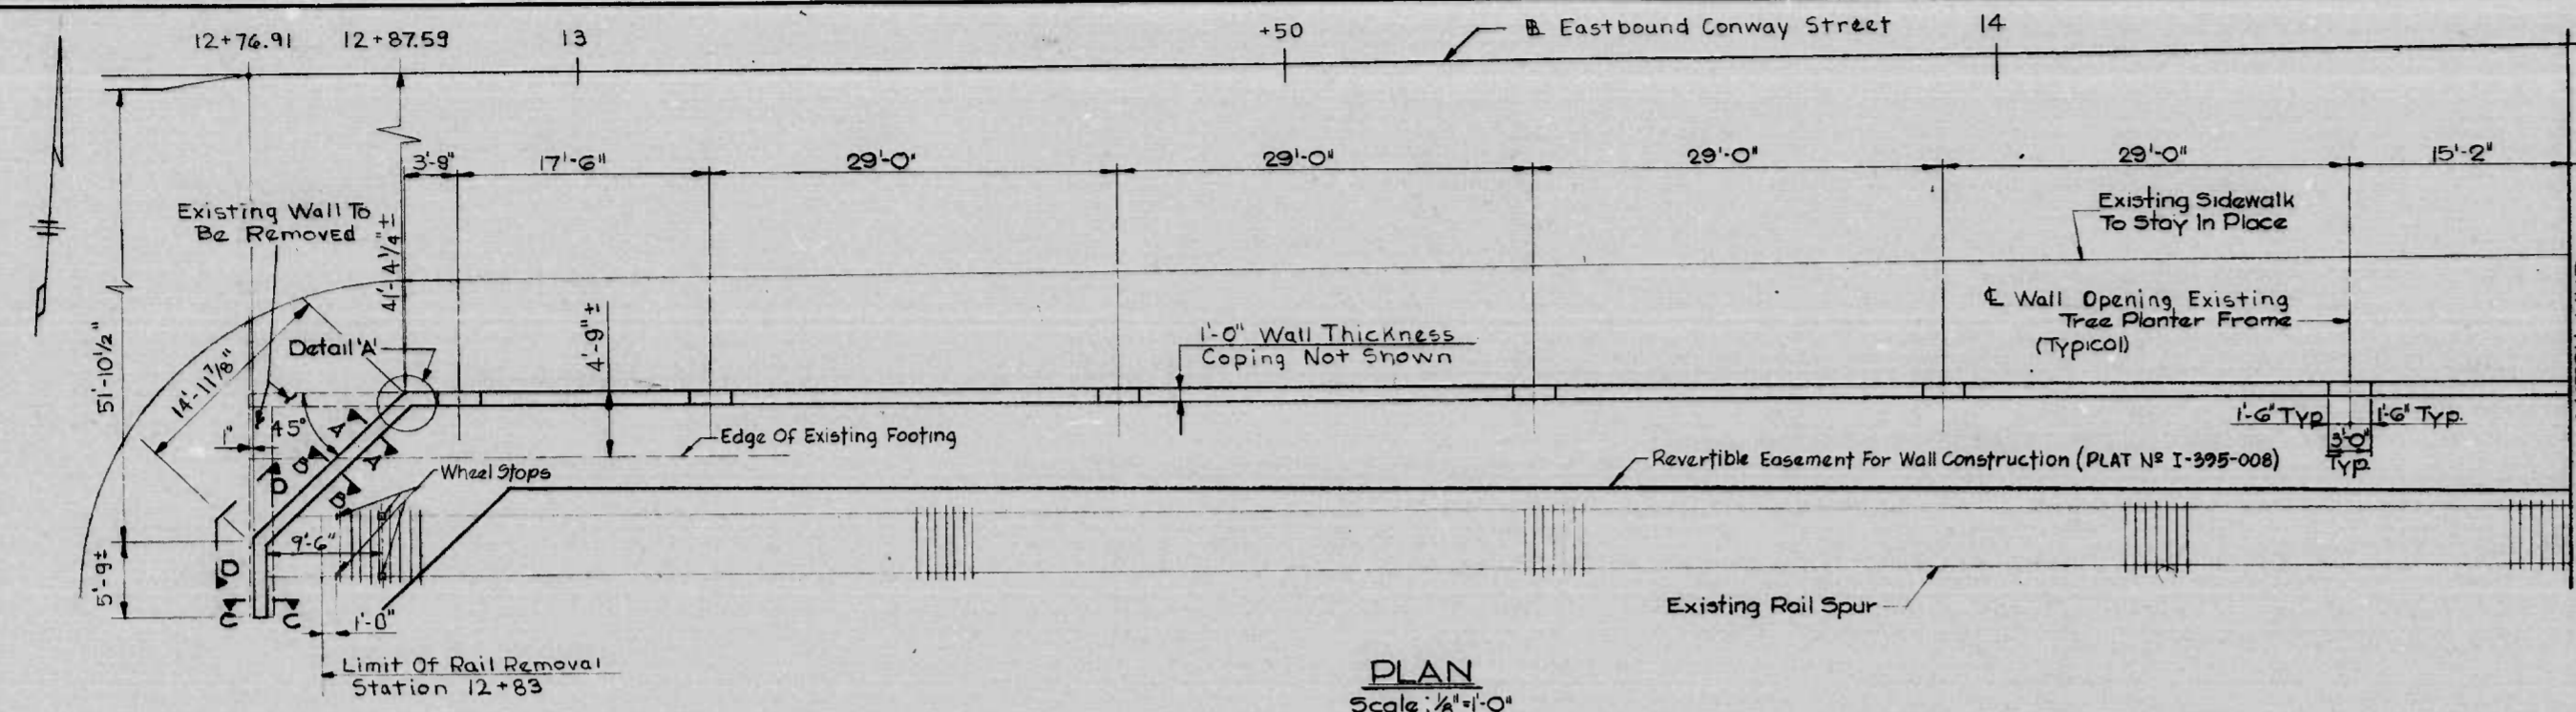 12+76.91
12+87.59
13
+50
B Eastbound Conway Street
14
3'-8"
17'-6"
29'-0"
29'-0"
29'-0"
29'-0"
15'-2"
Existing Wall To
Be Removed
41'-4 1/4" ±
Existing Sidewalk
To Stay In Place
51'-10 1/2"
14'-11 7/8"
Detail 'A'
4'-9" ±
1'-0" Wall Thickness
Coping Not Shown
℄ Wall Opening Existing
Tree Planter Frame
(Typical)
1"
45°
A
A
B
B
D
Edge Of Existing Footing
Wheel Stops
1'-6" Typ.
1'-6" Typ.
3'-0"
Typ.
Revertible Easement For Wall Construction (PLAT Nº I-395-008)
9'-6"
5'-9±
D
C
C
1'-0"
Existing Rail Spur
Limit Of Rail Removal
Station 12+83
PLAN
Scale: 1/8"=1'-0"